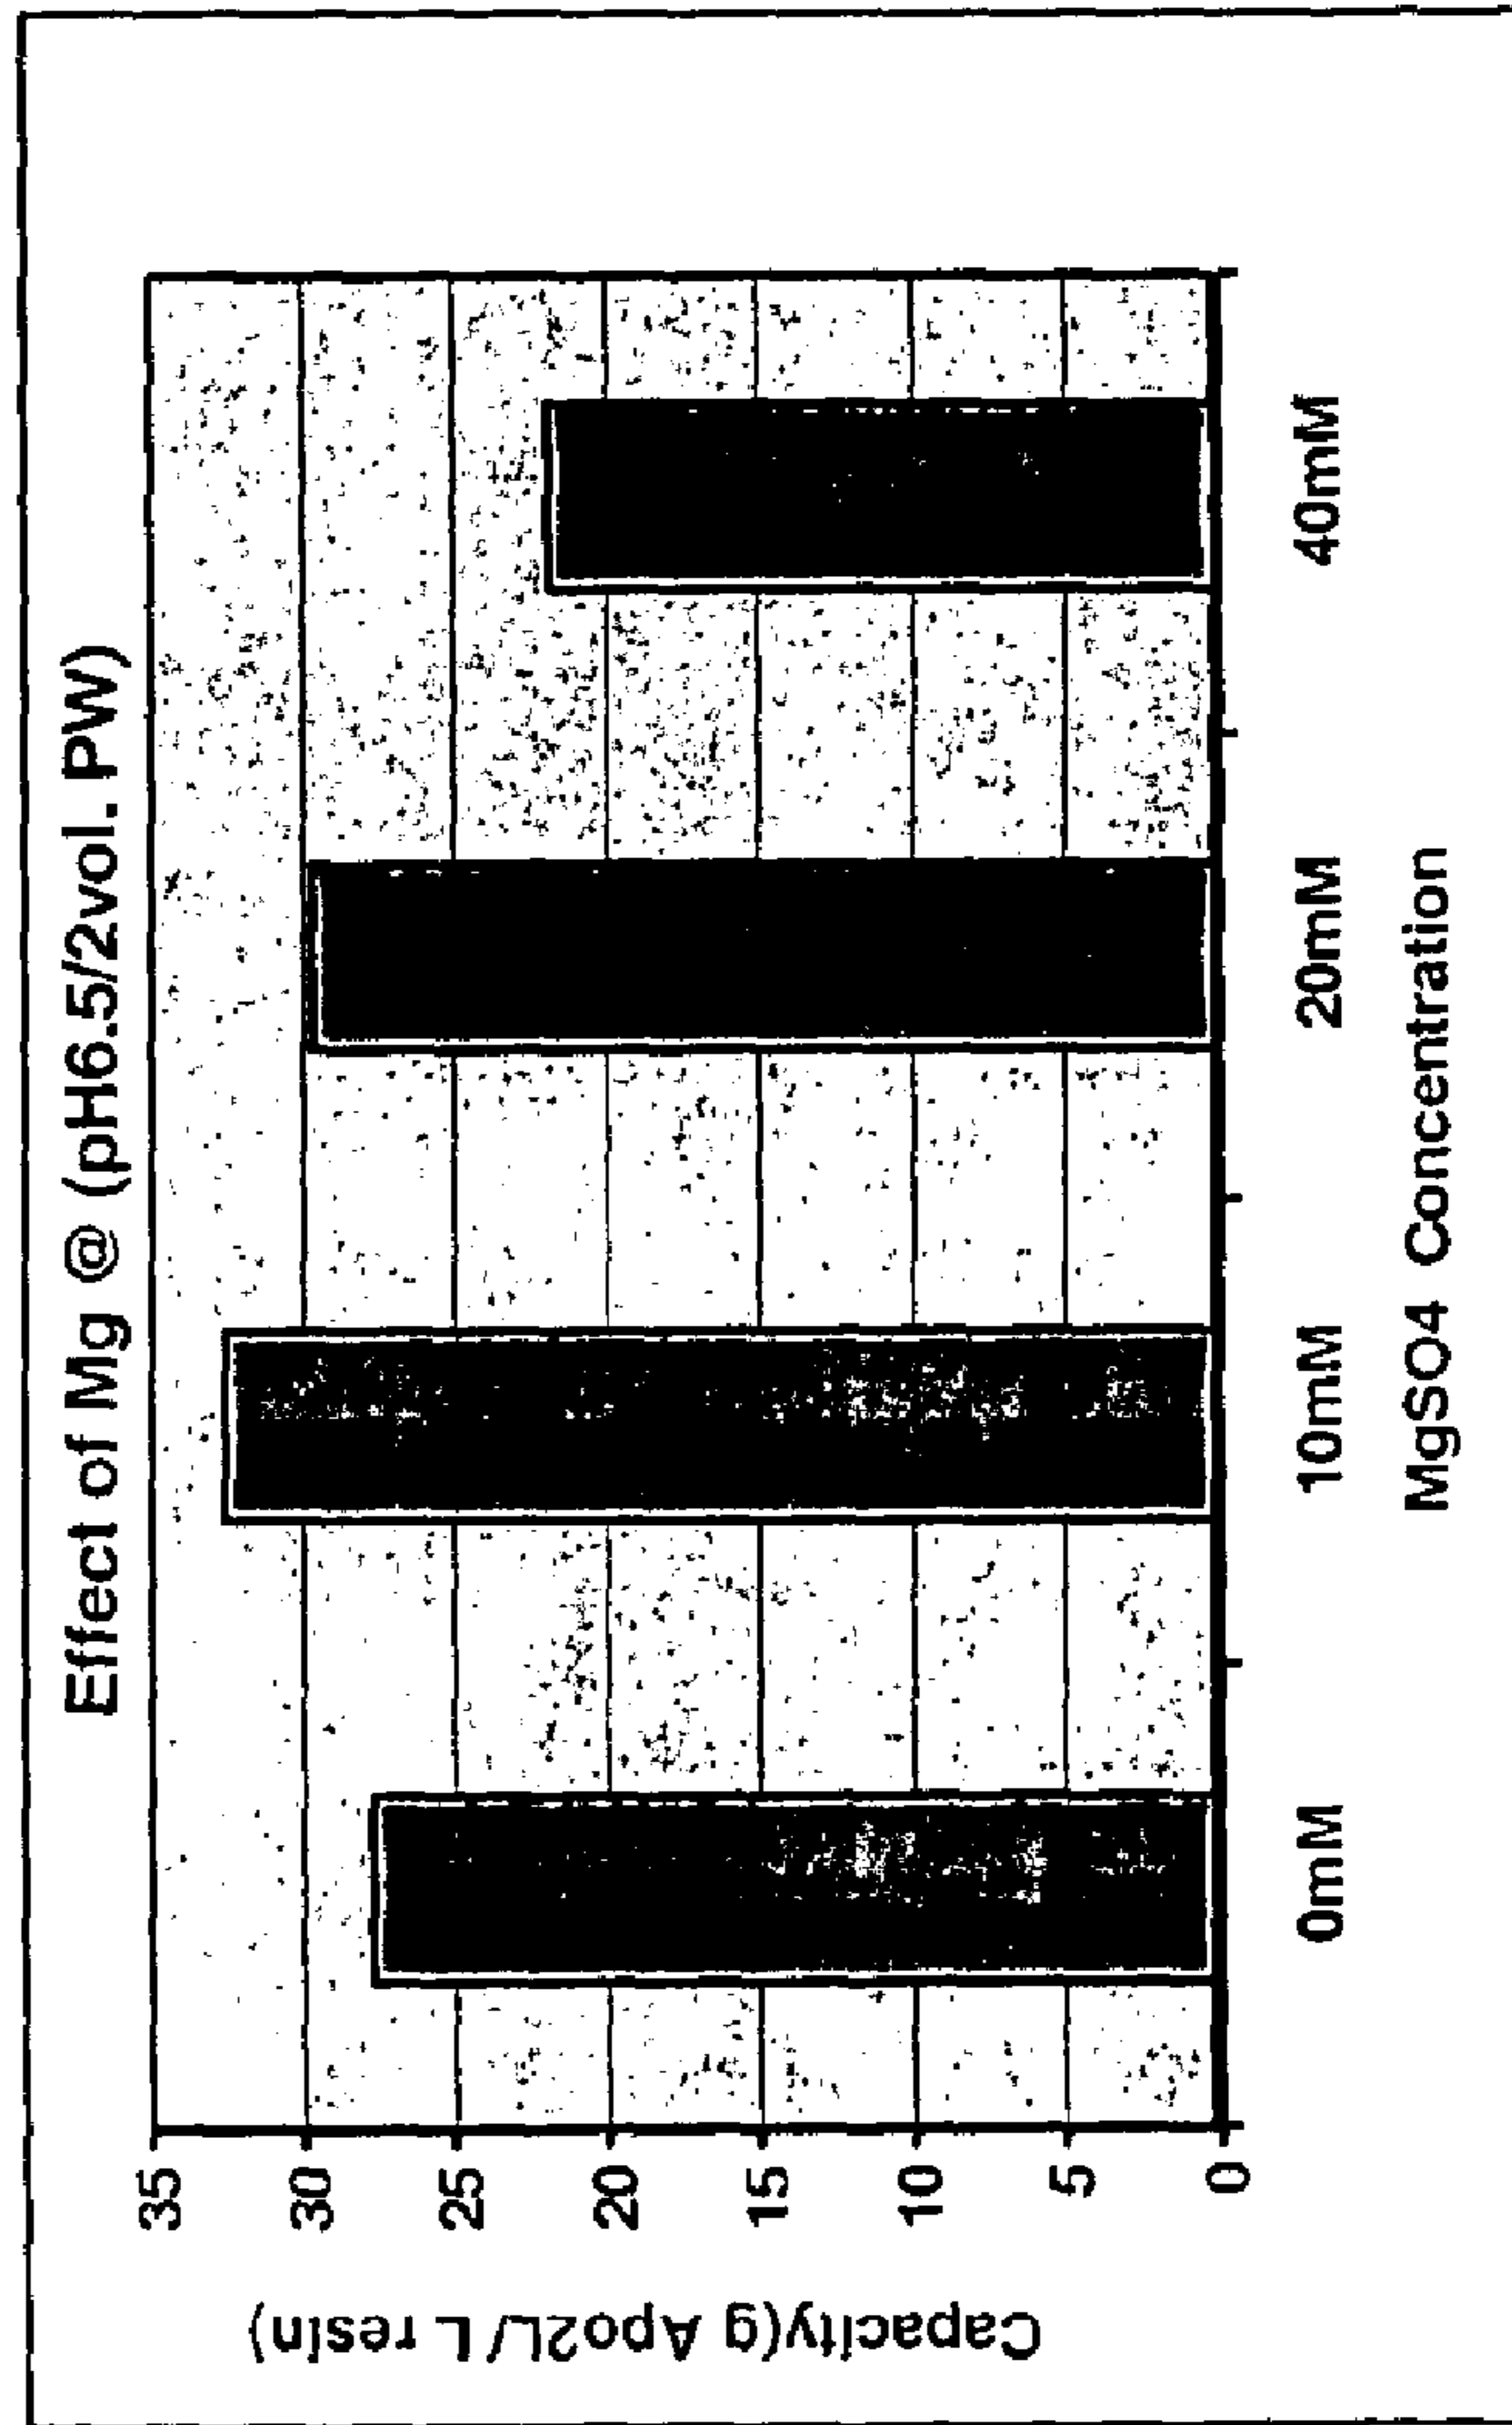 Effect of Mg @ (pH6.5/2vol. PW)
Capacity(g Apo2L/ L resin)
35
30
25
20
15
10
5
0
0mM
10mM
20mM
40mM
MgSO4 Concentration